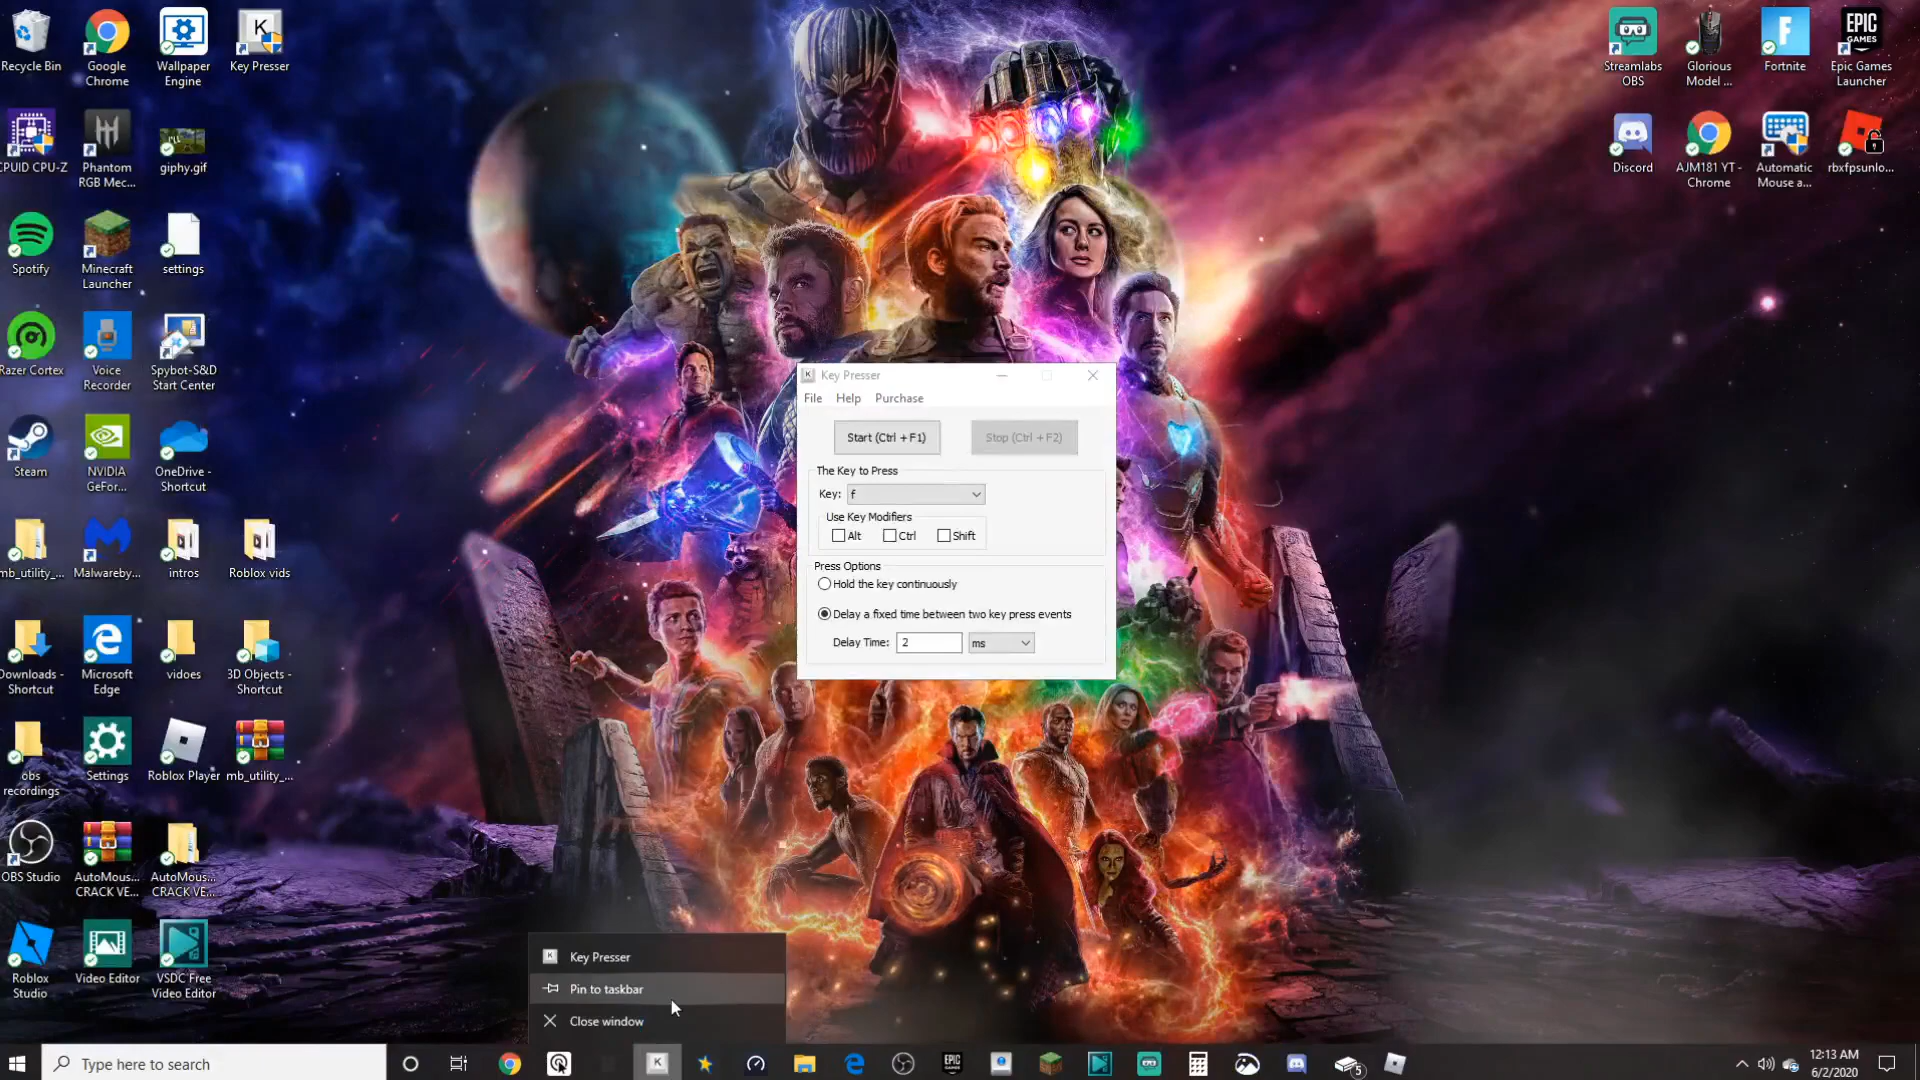 Recycle Bin
Google
Chrome
Wallpaper
Engine
Key Presser
CPUID CPU-Z
Phantom
RGB Mec...
giphy.gif
Spotify
Minecraft
Launcher
settings
Razer Cortex
Voice
Recorder
Spybot-S&D
Start Center
Steam
NVIDIA
GeFor...
OneDrive -
Shortcut
mb_utility_...
Malwareby...
intros
Roblox vids
Downloads -
Shortcut
Microsoft
Edge
vidoes
3D Objects -
Shortcut
obs
recordings
Settings
Roblox Player
mb_utility_...
OBS Studio
AutoMous...
CRACK VE...
AutoMous...
CRACK VE...
Roblox
Studio
Video Editor
VSDC Free
Video Editor
Streamlabs
OBS
Glorious
Model ...
Fortnite
EPIC
GAMES
Epic Games
Launcher
Discord
AJM181 YT -
Chrome
Automatic
Mouse a...
rbxfpsunlo...
Key Presser
File Help Purchase
Start (Ctrl + F1)
Stop (Ctrl + F2)
The Key to Press
Key: f
Use Key Modifiers
Alt Ctrl Shift
Press Options
Hold the key continuously
Delay a fixed time between two key press events
Delay Time: 2 ms
Key Presser
Pin to taskbar
Close window
Type here to search
5
12:13 AM
6/2/2020